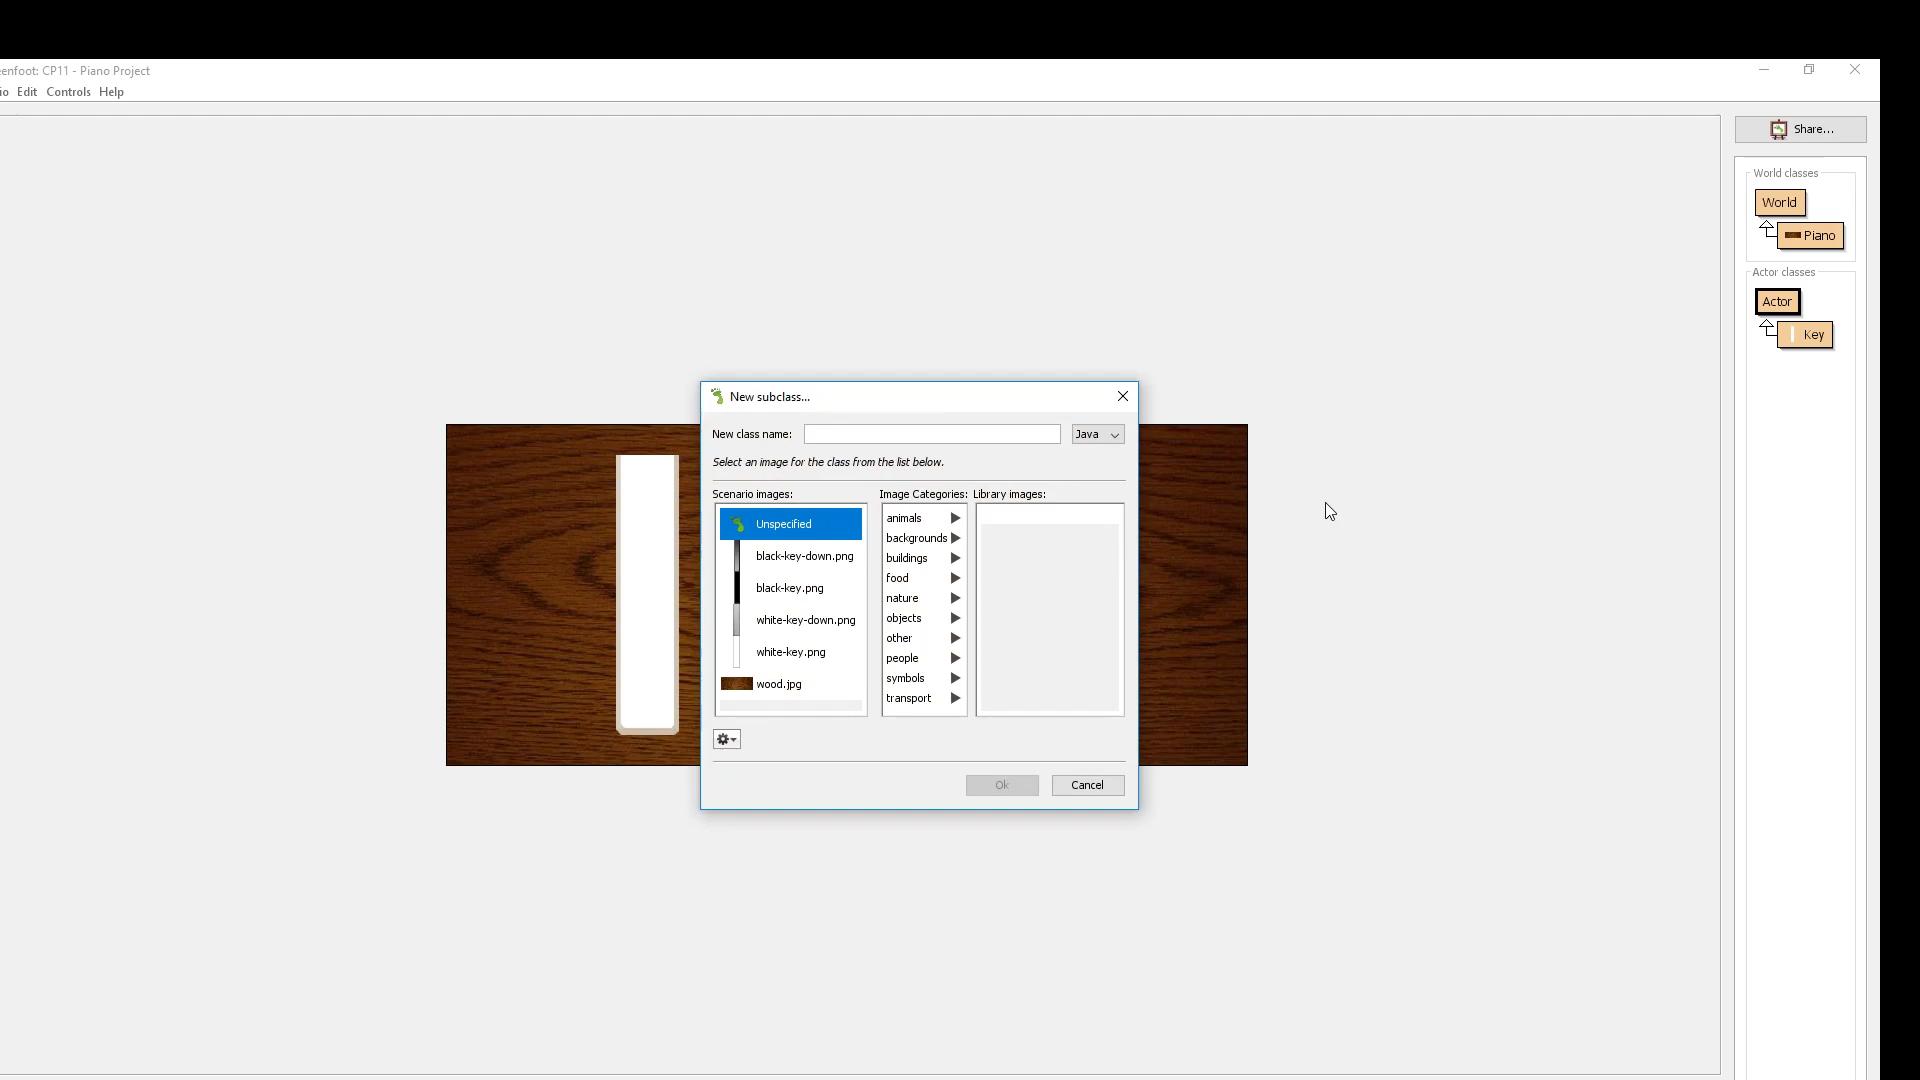 eenfoot: CP11 - Piano Project
io Edit Controls Help
Share...
World classes
World
Piano
Actor classes
Actor
Key
New subclass...
New class name:
Java
Select an image for the class from the list below.
Scenario images:
Image Categories:
Library images:
Unspecified
black-key-down.png
black-key.png
white-key-down.png
white-key.png
wood.jpg
animals
backgrounds
buildings
food
nature
objects
other
people
symbols
transport
Ok
Cancel